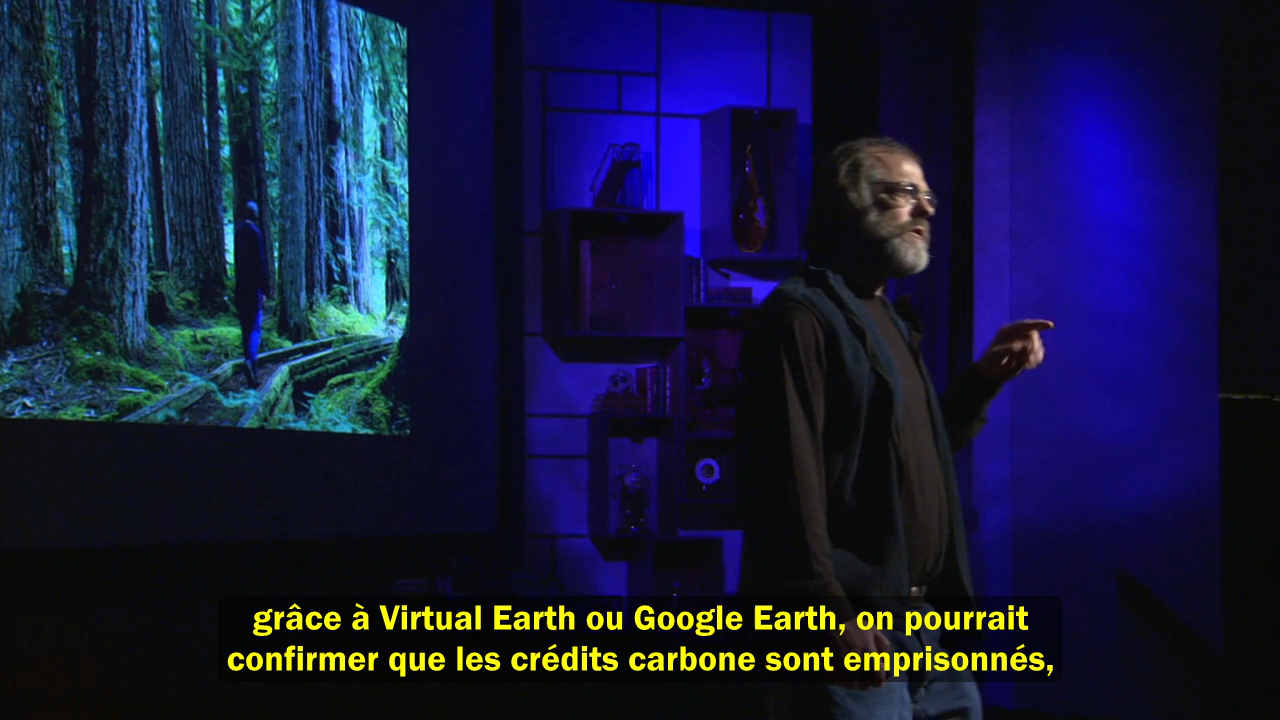 grâce à Virtual Earth ou Google Earth, on pourrait
confirmer que les crédits carbone sont emprisonnés,